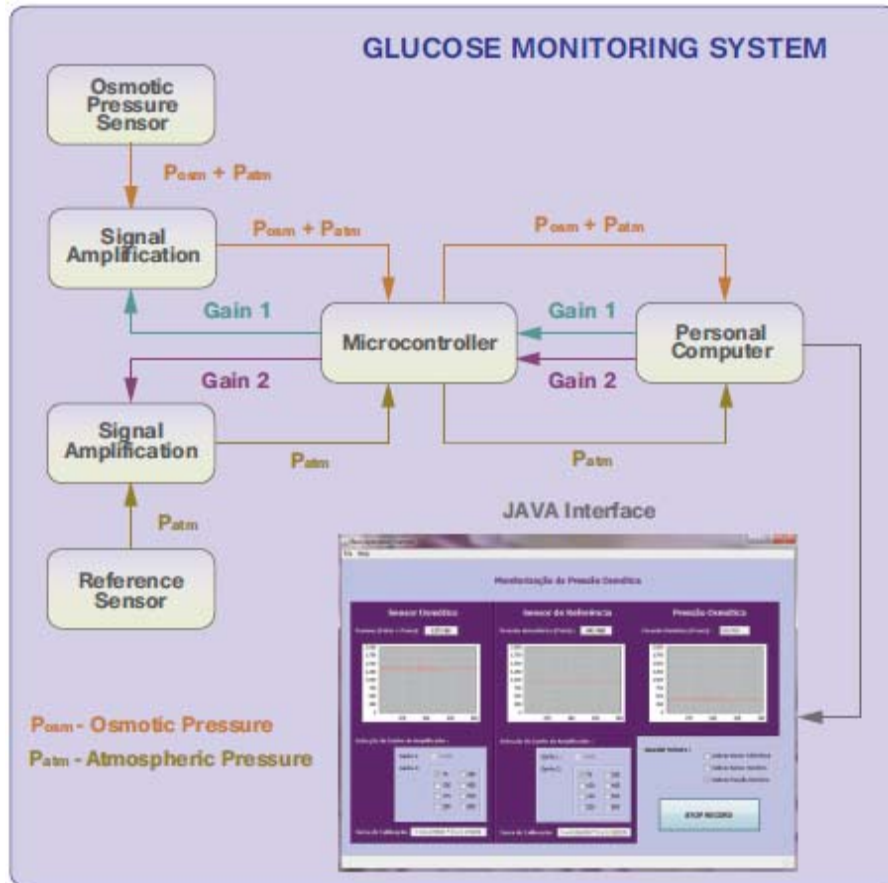 GLUCOSE MONITORING SYSTEM
Osmotic
Pressure
Sensor
Posm + Patm
Signal
Amplification
Posm + Patm
Posm + Patm
Gain 1
Gain 1
Microcontroller
Personal
Computer
Gain 2
Gain 2
Signal
Amplification
Patm
Patm
Patm
JAVA Interface
Reference
Sensor
Monitorização da Pressão Osmótica
Sensor Osmótico
Sensor de Referência
Pressão Osmótica
Posm - Osmotic Pressure
Patm - Atmospheric Pressure
STOP RECORD